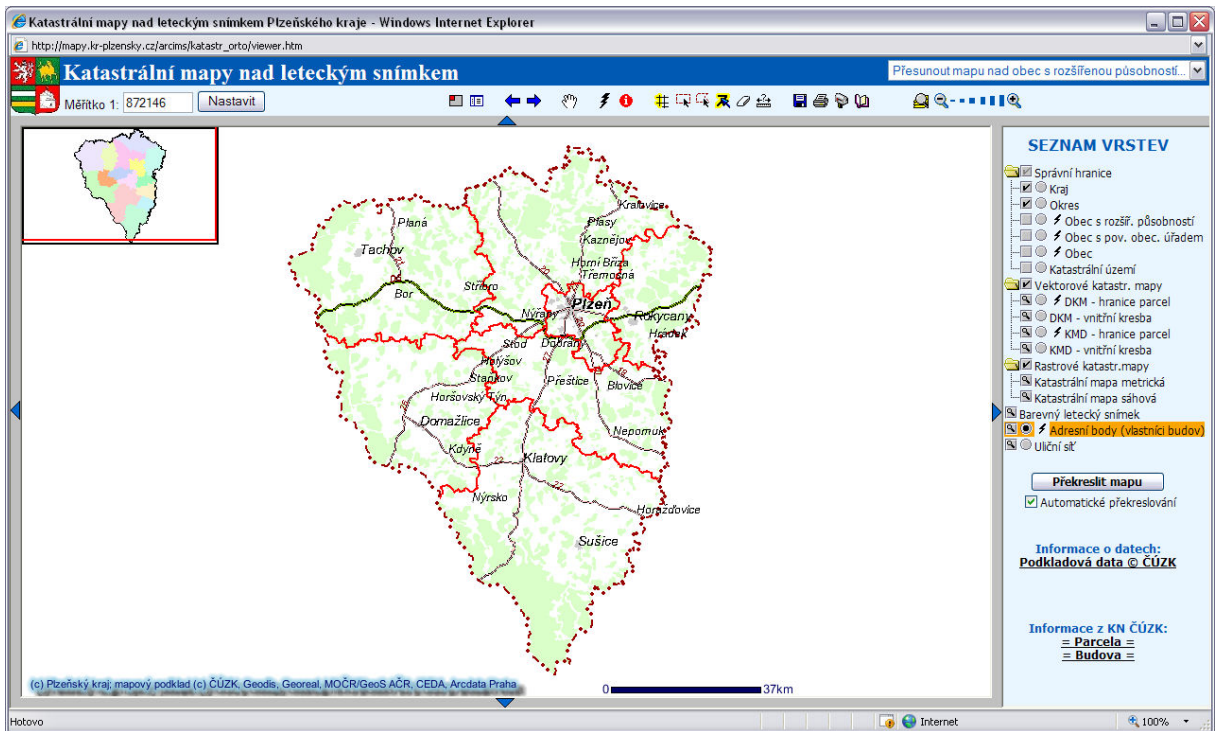 Katastrální mapy nad leteckým snímkem Plzeňského kraje - Windows Internet Explorer
http://mapy.kr-plzensky.cz/arcims/katastr_orto/viewer.htm
Katastrální mapy nad leteckým snímkem
Přesunout mapu nad obec s rozšířenou působností...
Měřítko 1: 872146 Nastavit
SEZNAM VRSTEV
Správní hranice
Kraj
Okres
Obec s rozšíř. působností
Obec s pov. obec. úřadem
Obec
Katastrální území
Vektorové katastr. mapy
DKM - hranice parcel
DKM - vnitřní kresba
KMD - hranice parcel
KMD - vnitřní kresba
Rastrové katastr.mapy
Katastrální mapa metrická
Katastrální mapa sáhová
Barevný letecký snímek
Adresní body (vlastníci budov)
Uliční síť
Překreslit mapu
Automatické překreslování
Informace o datech:
Podkladová data © ČÚZK
Informace z KN ČÚZK:
= Parcela =
= Budova =
Kralovice
Planá
Plasy
Kaznějov
Tachov
Horní Bříza
Třemošná
Stříbro
Bor
Plzeň
Nýřany
Rokycany
Hrádek
Stod
Dobřany
Holýšov
Staňkov
Přeštice
Blovice
Horšovský Týn
Domažlice
Nepomuk
Kdyně
Klatovy
22
Nýrsko
22
Horažďovice
Sušice
(c) Plzeňský kraj; mapový podklad (c) ČÚZK, Geodis, Georeal, MOČR/GeoS AČR, CEDA, Arcdata Praha
0 37km
Hotovo
Internet
100%